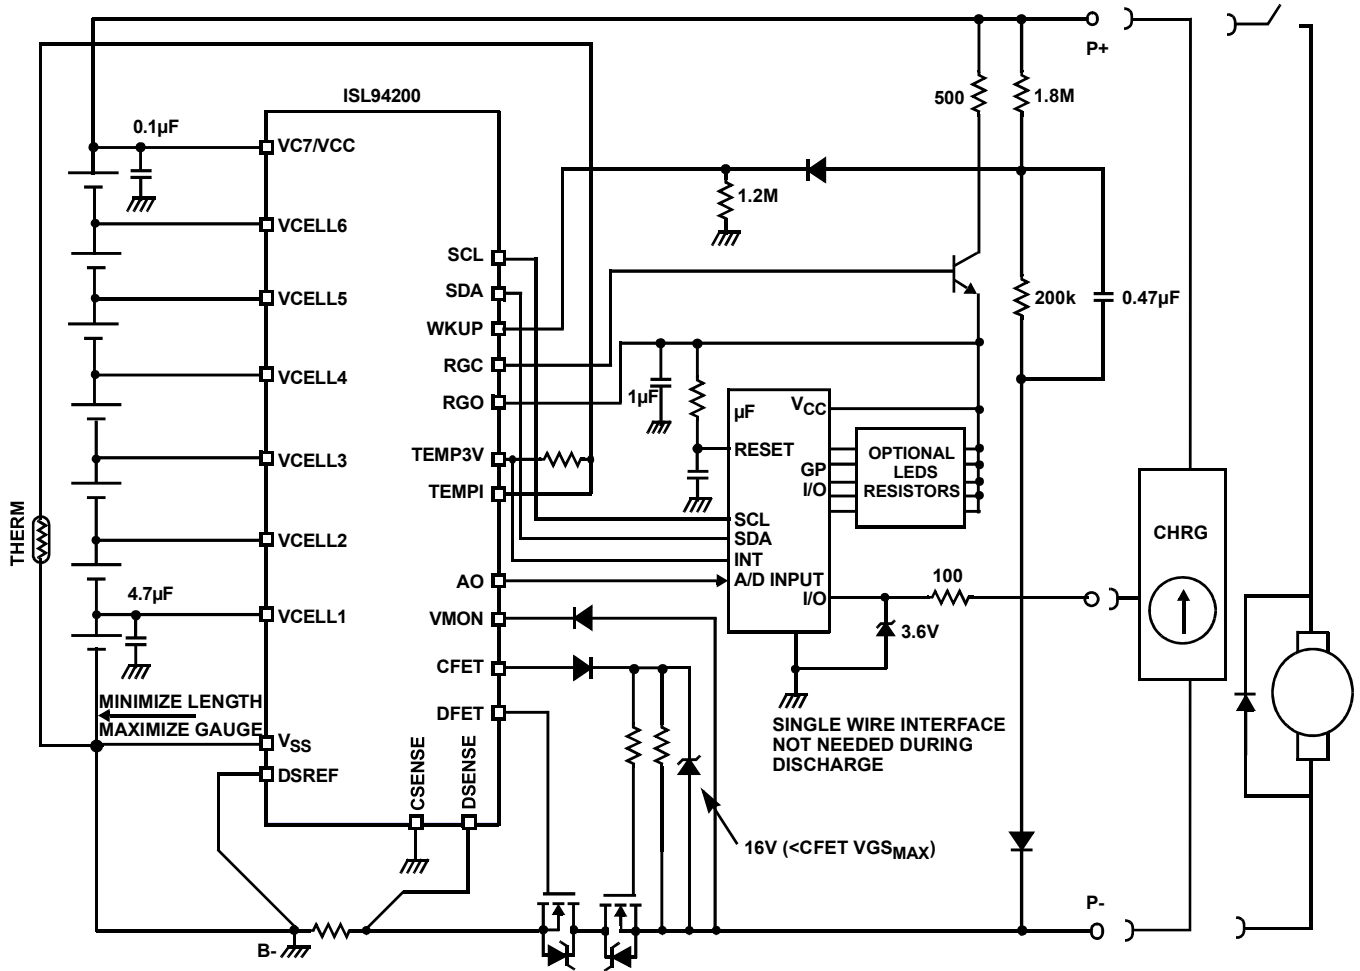 P+
ISL94200
500
1.8M
0.1µF
VC7/VCC
1.2M
VCELL6
SCL
SDA
VCELL5
200k
0.47µF
WKUP
RGC
VCELL4
RGO
1µF
µF
VCC
RESET
OPTIONAL
LEDS
RESISTORS
GP
I/O
VCELL3
TEMP3V
TEMPI
THERM
SCL
SDA
INT
A/D INPUT
I/O
CHRG
VCELL2
AO
100
4.7µF
VCELL1
VMON
3.6V
CFET
MINIMIZE LENGTH
MAXIMIZE GAUGE
DFET
VSS
DSREF
CSENSE
DSENSE
SINGLE WIRE INTERFACE
NOT NEEDED DURING
DISCHARGE
16V (<CFET VGSMAX)
P-
B-